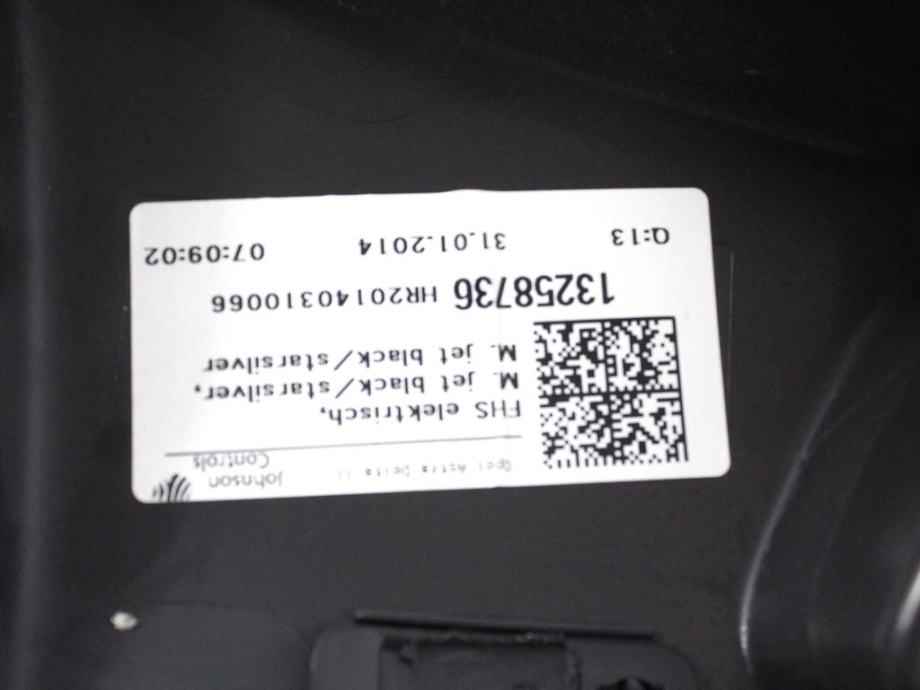 Opel Astra Delta II
Johnson
Controls
FHS elektrisch,
M. jet black/starsilver,
M. jet black/starsilver
13258736 HR20140310066
Q:13 31.01.2014 07:09:02